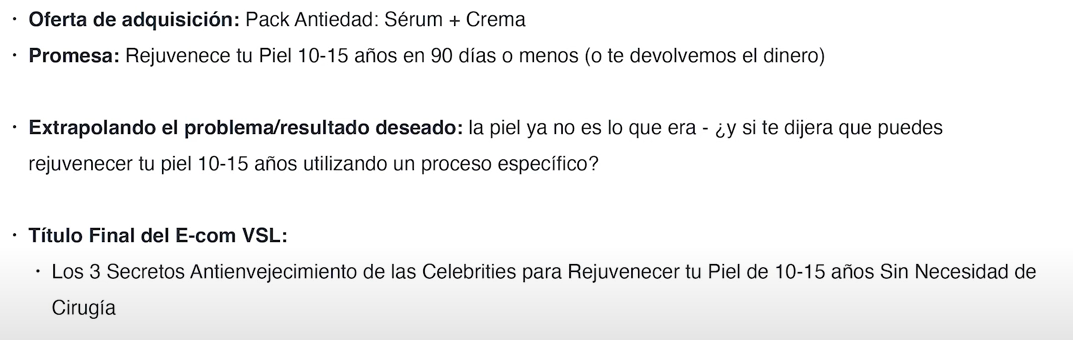 · Oferta de adquisición: Pack Antiedad: Sérum + Crema
· Promesa: Rejuvenece tu Piel 10-15 años en 90 días o menos (o te devolvemos el dinero)
· Extrapolando el problema/resultado deseado: la piel ya no es lo que era - ¿y si te dijera que puedes
rejuvenecer tu piel 10-15 años utilizando un proceso específico?
· Título Final del E-com VSL:
· Los 3 Secretos Antienvejecimiento de las Celebrities para Rejuvenecer tu Piel de 10-15 años Sin Necesidad de
Cirugía